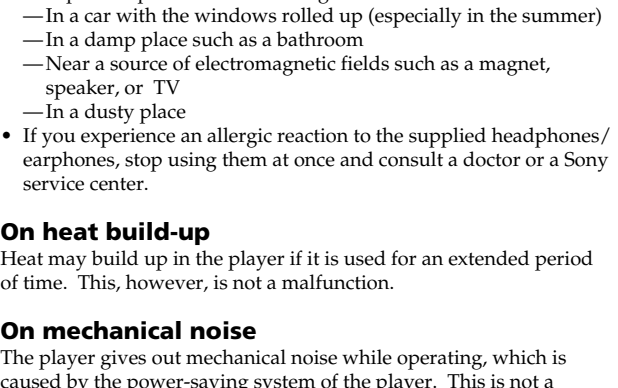 —In a car with the windows rolled up (especially in the summer)
—In a damp place such as a bathroom
—Near a source of electromagnetic fields such as a magnet,
speaker, or TV
—In a dusty place
• If you experience an allergic reaction to the supplied headphones/
earphones, stop using them at once and consult a doctor or a Sony
service center.
On heat build-up
Heat may build up in the player if it is used for an extended period
of time. This, however, is not a malfunction.
On mechanical noise
The player gives out mechanical noise while operating, which is
caused by the power-saving system of the player. This is not a